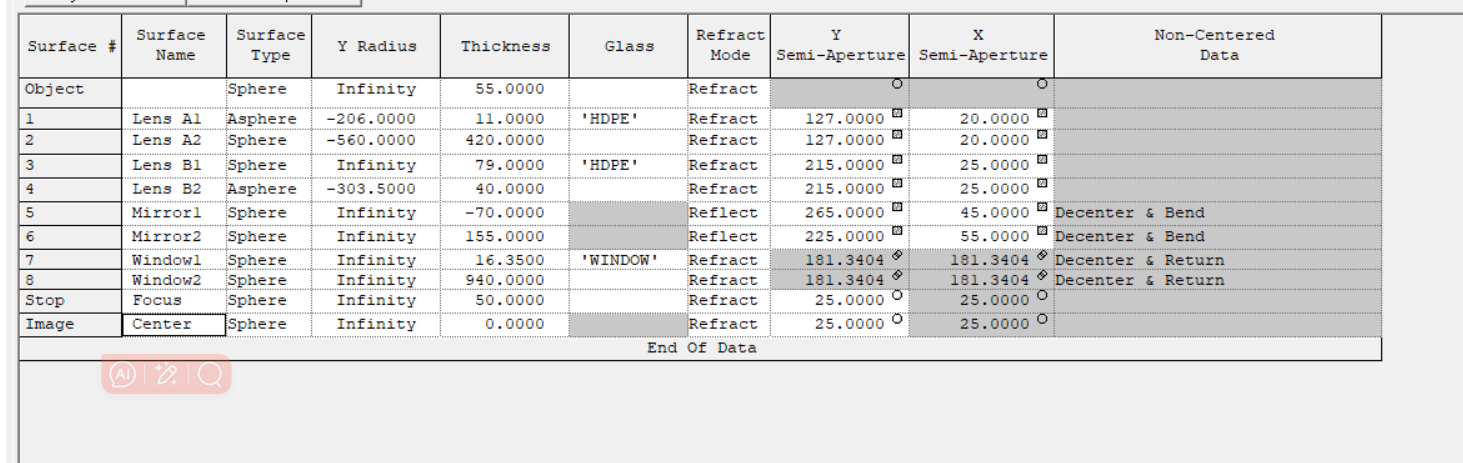 Surface # Surface Name Surface Type Y Radius Thickness Glass Refract Mode Y Semi-Aperture X Semi-Aperture Non-Centered Data
Object Sphere Infinity 55.0000 Refract
1 Lens A1 Asphere -206.0000 11.0000 'HDPE' Refract 127.0000 20.0000
2 Lens A2 Sphere -560.0000 420.0000 Refract 127.0000 20.0000
3 Lens B1 Sphere Infinity 79.0000 'HDPE' Refract 215.0000 25.0000
4 Lens B2 Asphere -303.5000 40.0000 Refract 215.0000 25.0000
5 Mirror1 Sphere Infinity -70.0000 Reflect 265.0000 45.0000 Decenter & Bend
6 Mirror2 Sphere Infinity 155.0000 Reflect 225.0000 55.0000 Decenter & Bend
7 Window1 Sphere Infinity 16.3500 'WINDOW' Refract 181.3404 181.3404 Decenter & Return
8 Window2 Sphere Infinity 940.0000 Refract 181.3404 181.3404 Decenter & Return
Stop Focus Sphere Infinity 50.0000 Refract 25.0000 25.0000
Image Center Sphere Infinity 0.0000 Refract 25.0000 25.0000
End Of Data
AI